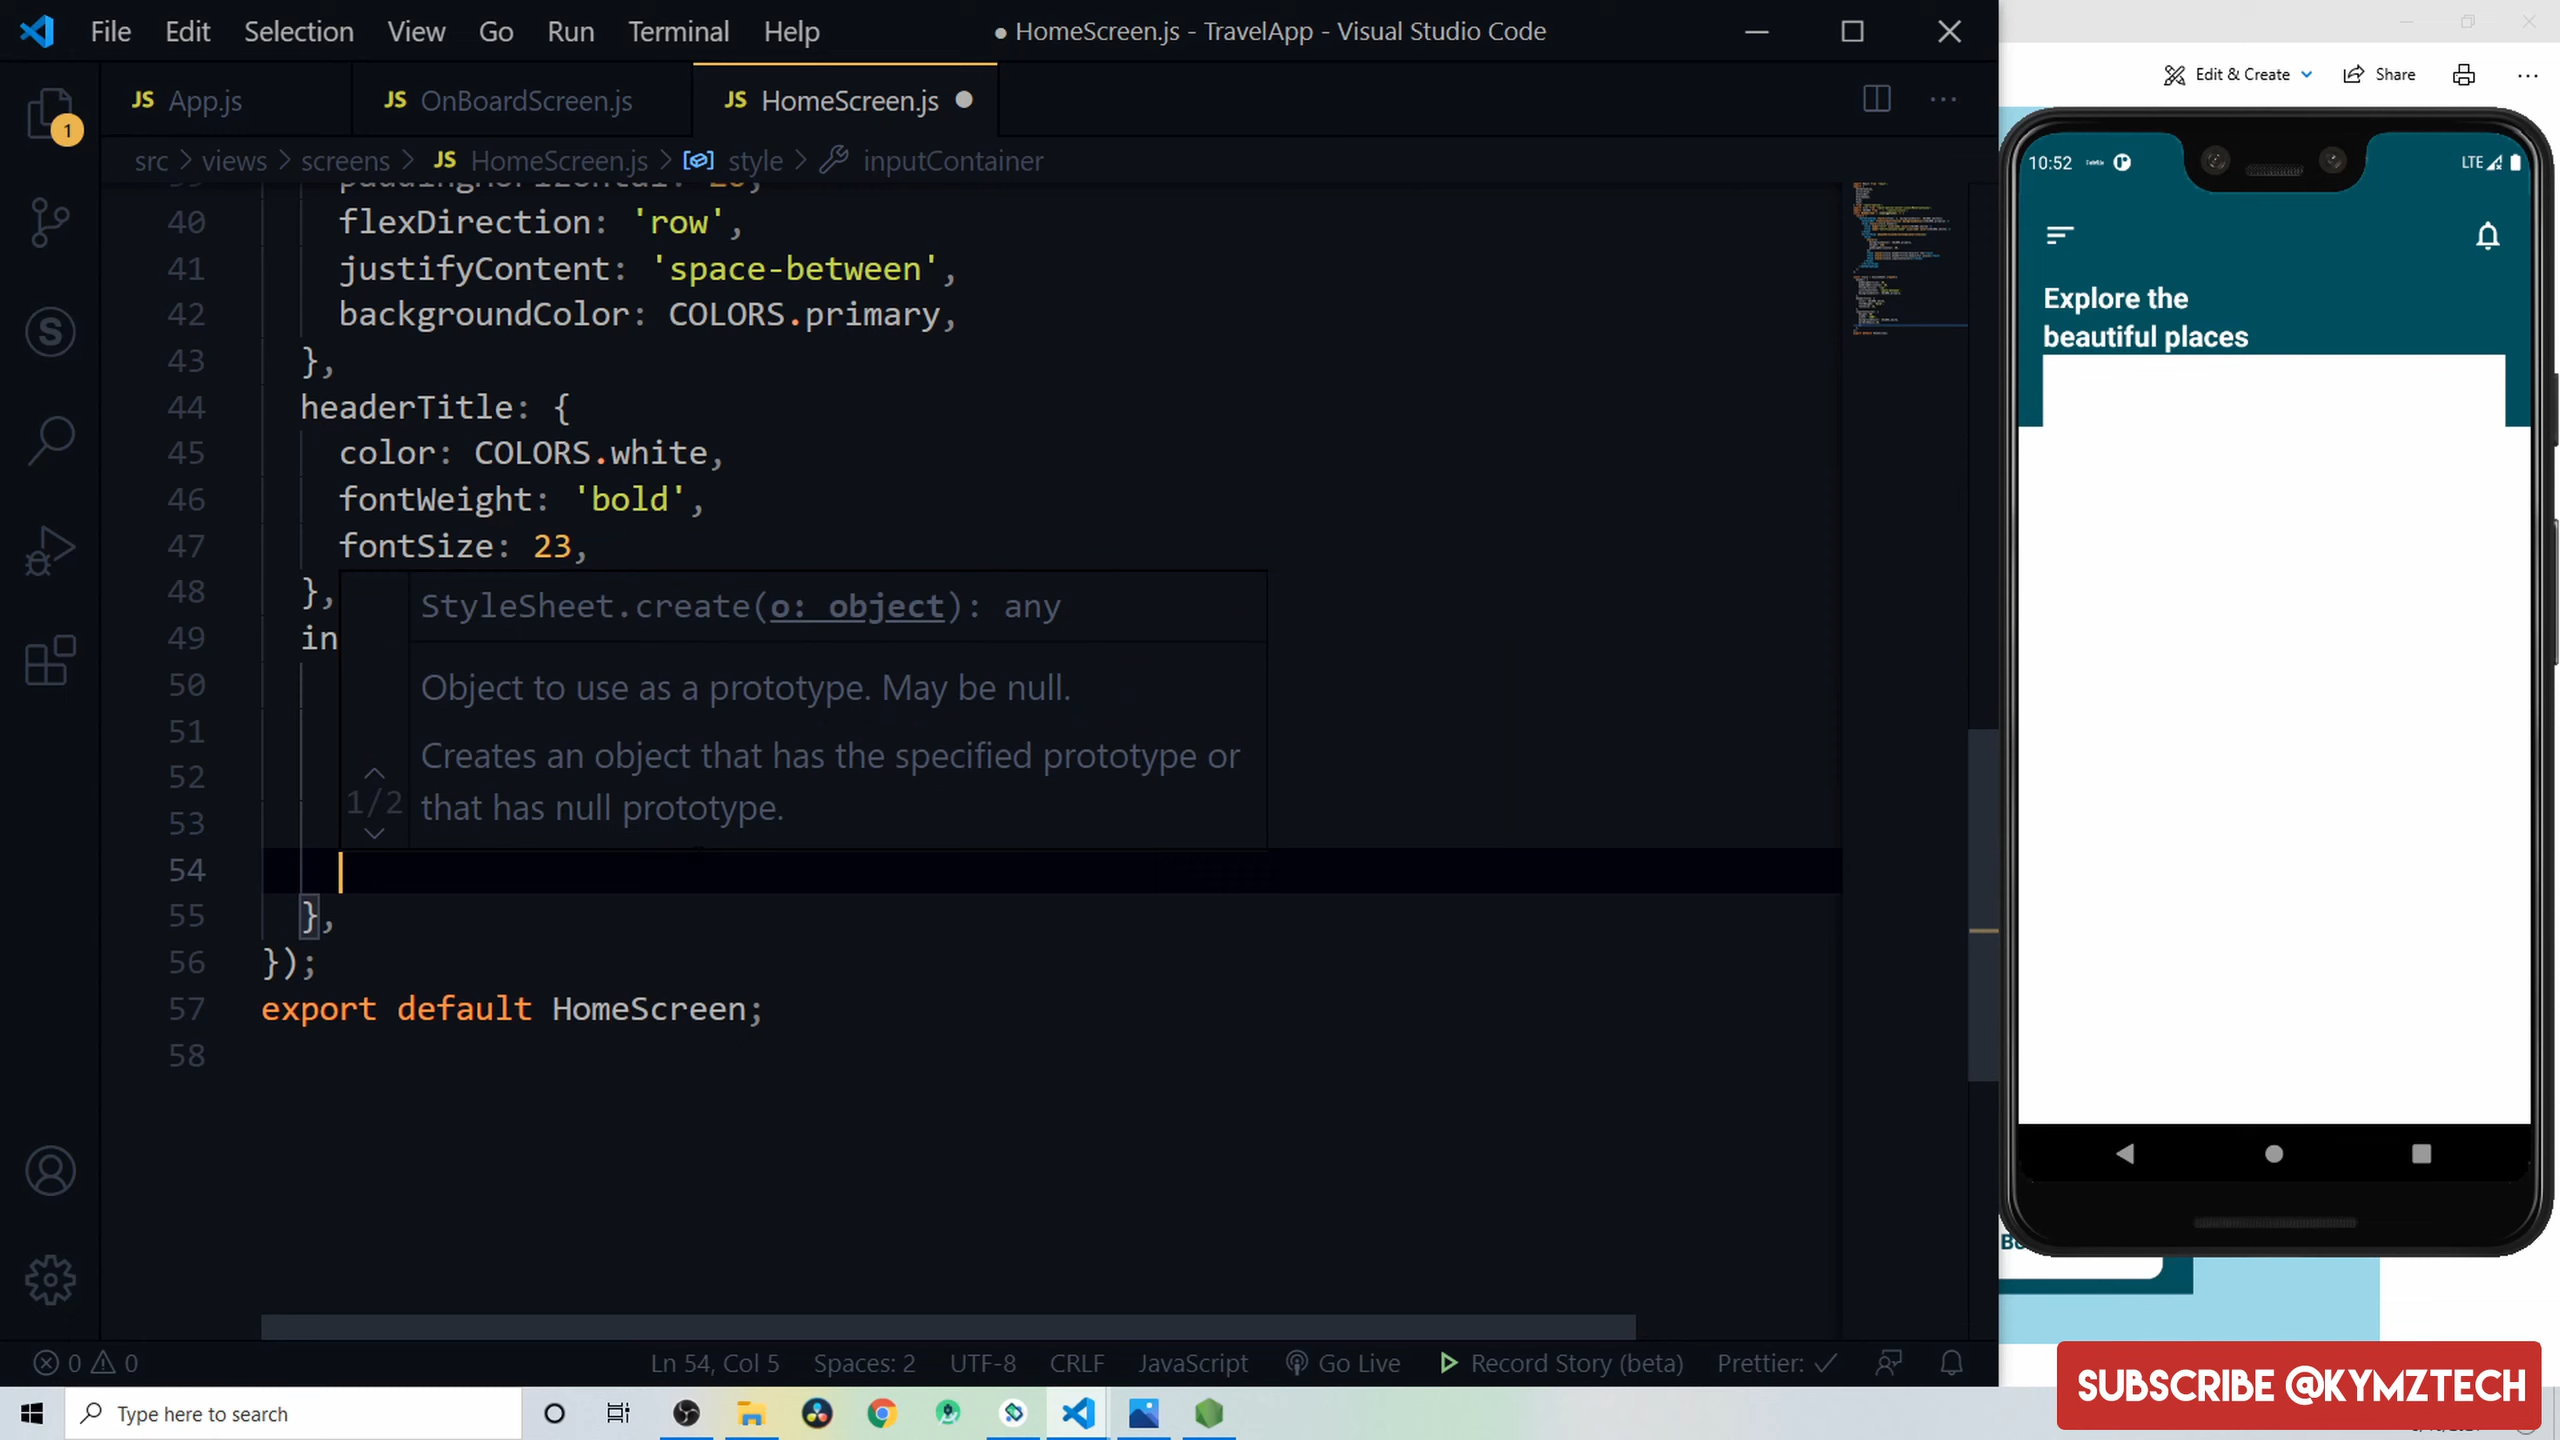 File Edit Selection View Go Run Terminal Help
● HomeScreen.js - TravelApp - Visual Studio Code
JS App.js
JS OnBoardScreen.js
JS HomeScreen.js
src > views > screens > JS HomeScreen.js > style > inputContainer
40 flexDirection: 'row',
41 justifyContent: 'space-between',
42 backgroundColor: COLORS.primary,
43 },
44 headerTitle: {
45 color: COLORS.white,
46 fontWeight: 'bold',
47 fontSize: 23,
48 },
49 in
50
51
52
53
54
55 },
56 });
57 export default HomeScreen;
58
StyleSheet.create(o: object): any
Object to use as a prototype. May be null.
Creates an object that has the specified prototype or
that has null prototype.
1/2
1
0 0
Ln 54, Col 5 Spaces: 2 UTF-8 CRLF JavaScript Go Live Record Story (beta) Prettier: ✓
Type here to search
Edit & Create Share
10:52
LTE
Explore the
beautiful places
SUBSCRIBE @KYMZTECH